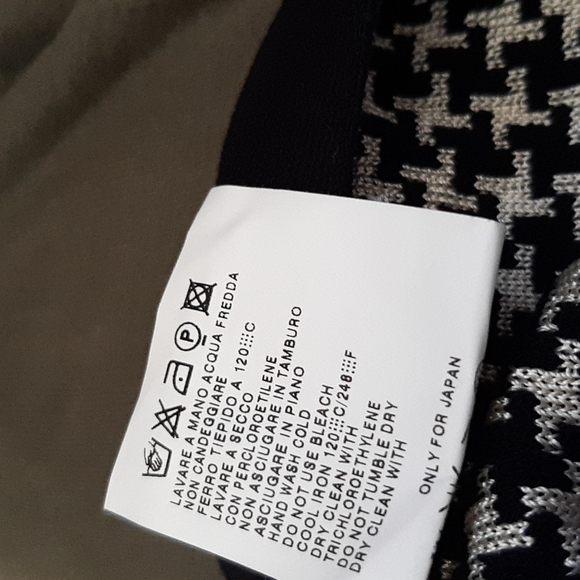 P
LAVARE A MANO ACQUA FREDDA
NON CANDEGGIARE
FERRO TIEPIDO A 120:::C
LAVARE A SECCO
CON PERCLOROETILENE
NON ASCIUGARE IN TAMBURO
ASCIUGARE IN PIANO
HAND WASH COLD
DO NOT USE BLEACH
COOL IRON 120:::C/248:::F
DRY CLEAN WITH
TRICHLOROETHYLENE
DO NOT TUMBLE DRY
DRY CLEAN WITH
ONLY FOR JAPAN